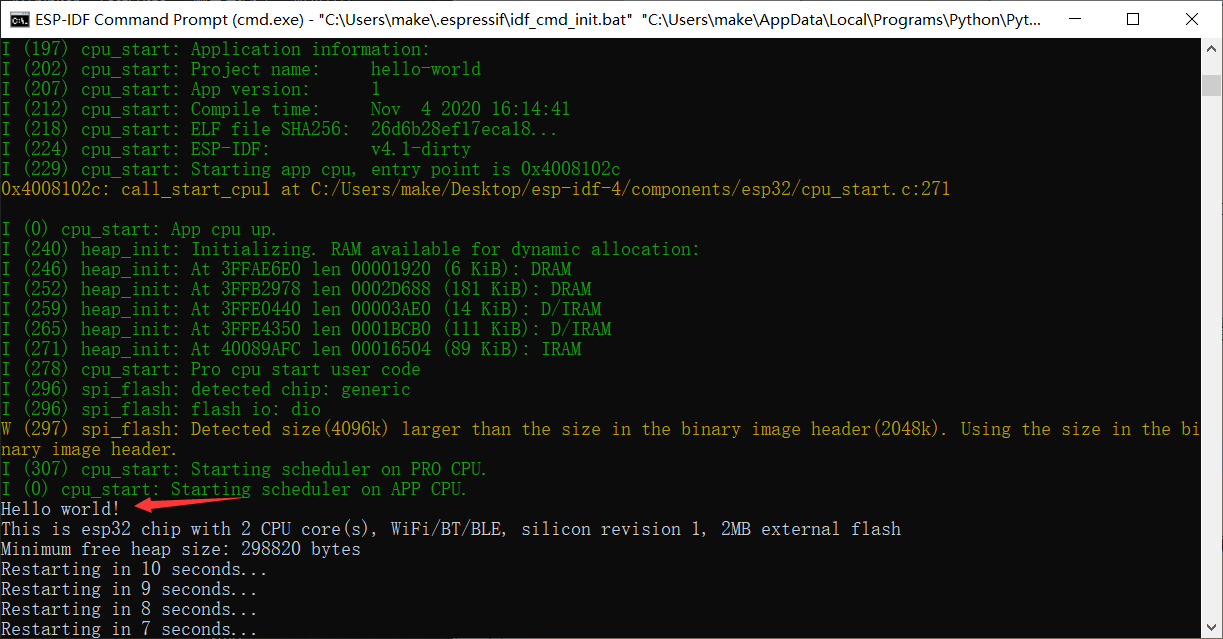 ESP-IDF Command Prompt (cmd.exe) - "C:\Users\make\.espressif\idf_cmd_init.bat"  "C:\Users\make\AppData\Local\Programs\Python\Pyt...
I (197) cpu_start: Application information:
I (202) cpu_start: Project name:     hello-world
I (207) cpu_start: App version:      1
I (212) cpu_start: Compile time:     Nov  4 2020 16:14:41
I (218) cpu_start: ELF file SHA256:  26d6b28ef17eca18...
I (224) cpu_start: ESP-IDF:          v4.1-dirty
I (229) cpu_start: Starting app cpu, entry point is 0x4008102c
0x4008102c: call_start_cpu1 at C:/Users/make/Desktop/esp-idf-4/components/esp32/cpu_start.c:271
I (0) cpu_start: App cpu up.
I (240) heap_init: Initializing. RAM available for dynamic allocation:
I (246) heap_init: At 3FFAE6E0 len 00001920 (6 KiB): DRAM
I (252) heap_init: At 3FFB2978 len 0002D688 (181 KiB): DRAM
I (259) heap_init: At 3FFE0440 len 00003AE0 (14 KiB): D/IRAM
I (265) heap_init: At 3FFE4350 len 0001BCB0 (111 KiB): D/IRAM
I (271) heap_init: At 40089AFC len 00016504 (89 KiB): IRAM
I (278) cpu_start: Pro cpu start user code
I (296) spi_flash: detected chip: generic
I (296) spi_flash: flash io: dio
W (297) spi_flash: Detected size(4096k) larger than the size in the binary image header(2048k). Using the size in the bi
nary image header.
I (307) cpu_start: Starting scheduler on PRO CPU.
I (0) cpu_start: Starting scheduler on APP CPU.
Hello world!
This is esp32 chip with 2 CPU core(s), WiFi/BT/BLE, silicon revision 1, 2MB external flash
Minimum free heap size: 298820 bytes
Restarting in 10 seconds...
Restarting in 9 seconds...
Restarting in 8 seconds...
Restarting in 7 seconds...